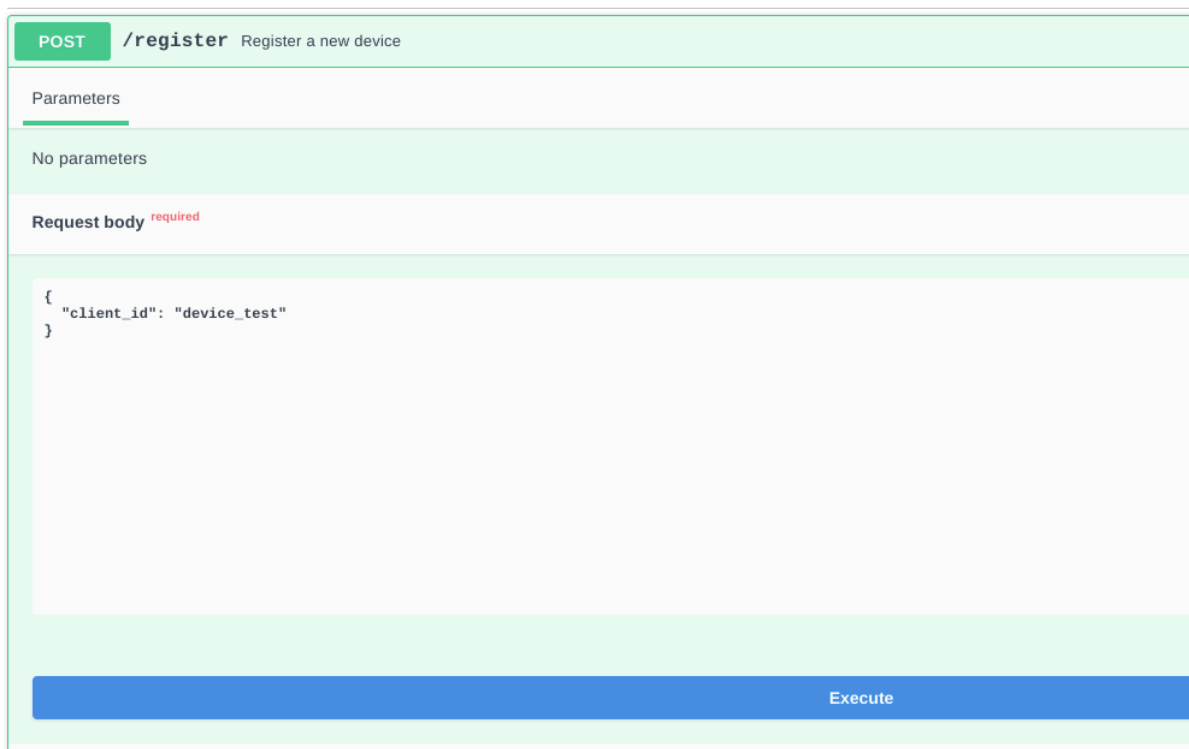 POST /register Register a new device
Parameters
No parameters
Request body required
{
  "client_id": "device_test"
}
Execute